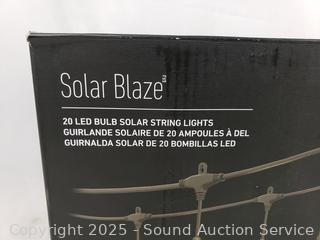 Solar Blaze
20 LED BULB SOLAR STRING LIGHTS
GUIRLANDE SOLAIRE DE 20 AMPOULES À DEL
GUIRNALDA SOLAR DE 20 BOMBILLAS LED
Copyright 2025 - Sound Auction Service